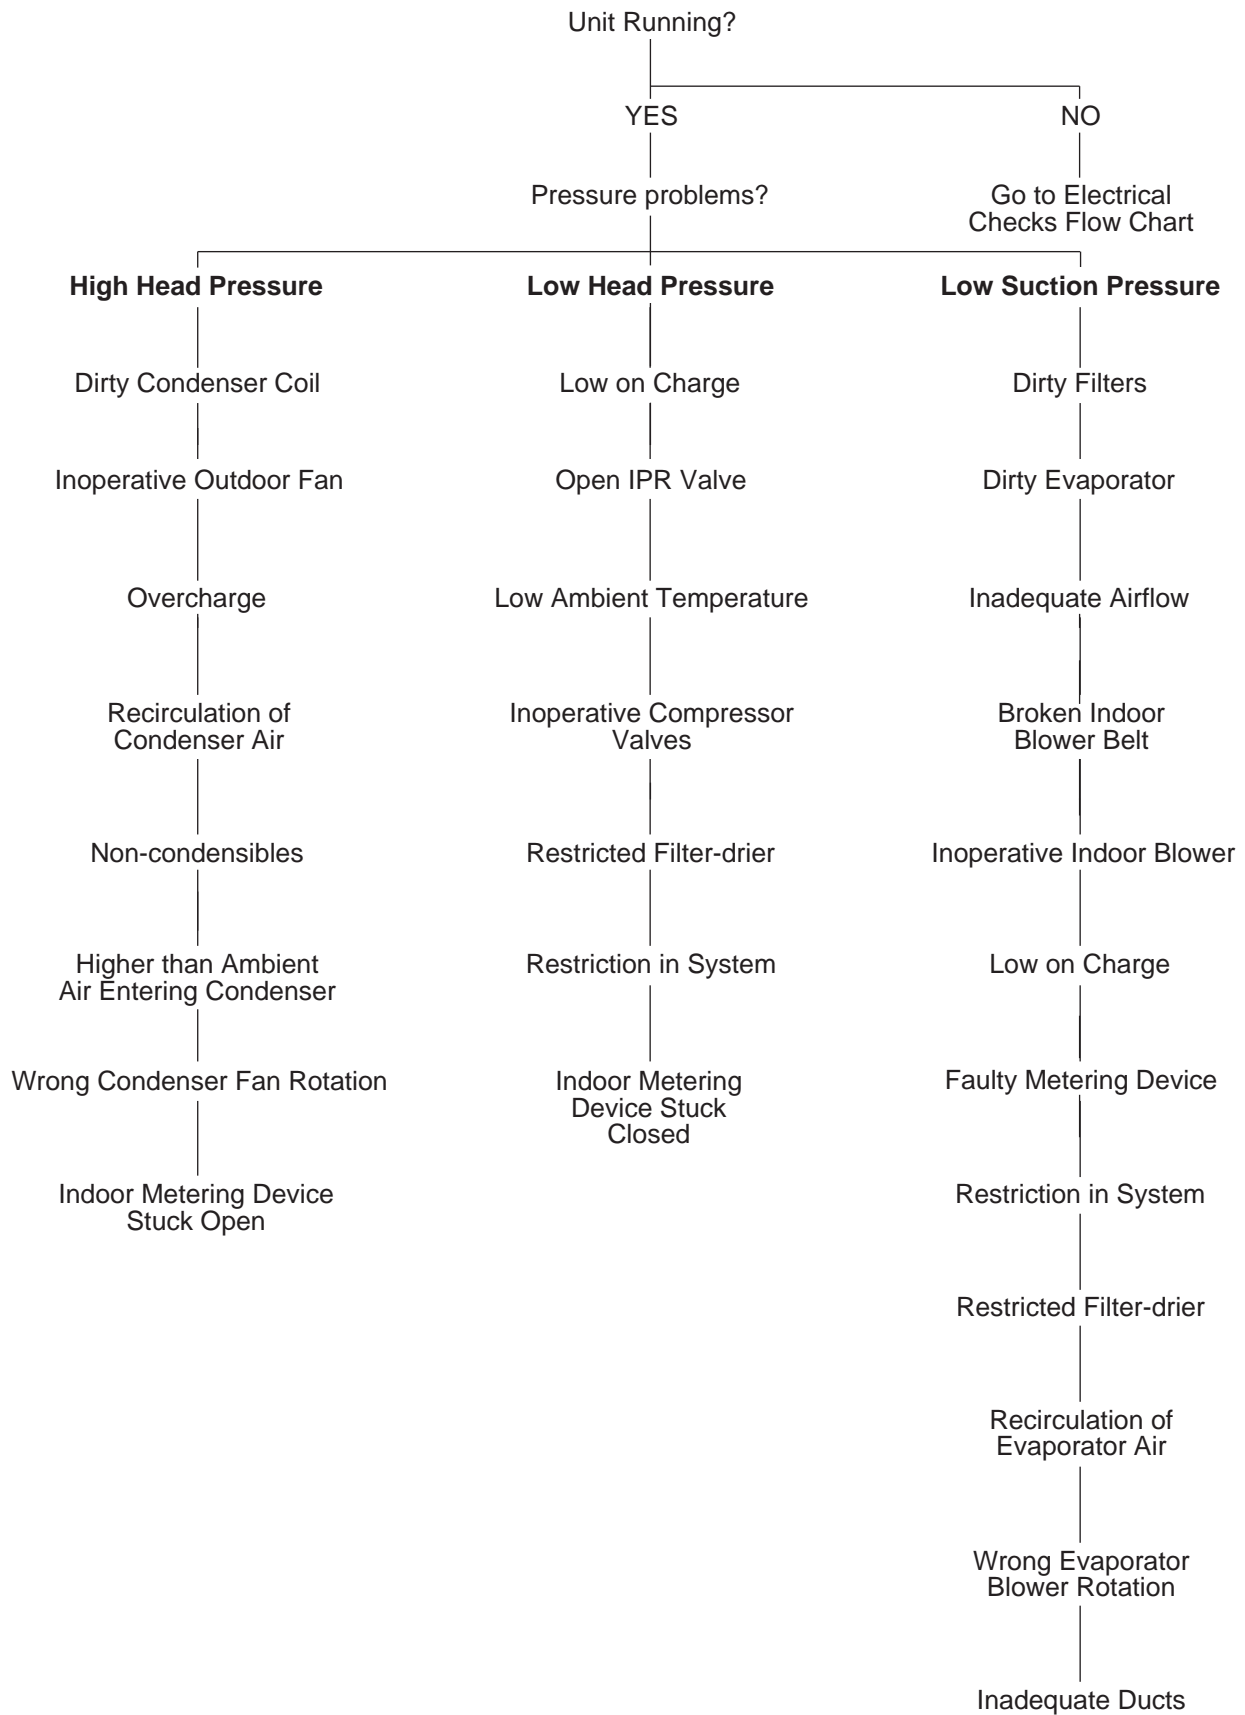 Unit Running?
YES
NO
Pressure problems?
Go to Electrical
Checks Flow Chart
High Head Pressure
Low Head Pressure
Low Suction Pressure
Dirty Condenser Coil
Low on Charge
Dirty Filters
Inoperative Outdoor Fan
Open IPR Valve
Dirty Evaporator
Overcharge
Low Ambient Temperature
Inadequate Airflow
Recirculation of
Condenser Air
Inoperative Compressor
Valves
Broken Indoor
Blower Belt
Non-condensibles
Restricted Filter-drier
Inoperative Indoor Blower
Higher than Ambient
Air Entering Condenser
Restriction in System
Low on Charge
Wrong Condenser Fan Rotation
Indoor Metering
Device Stuck
Closed
Faulty Metering Device
Indoor Metering Device
Stuck Open
Restriction in System
Restricted Filter-drier
Recirculation of
Evaporator Air
Wrong Evaporator
Blower Rotation
Inadequate Ducts